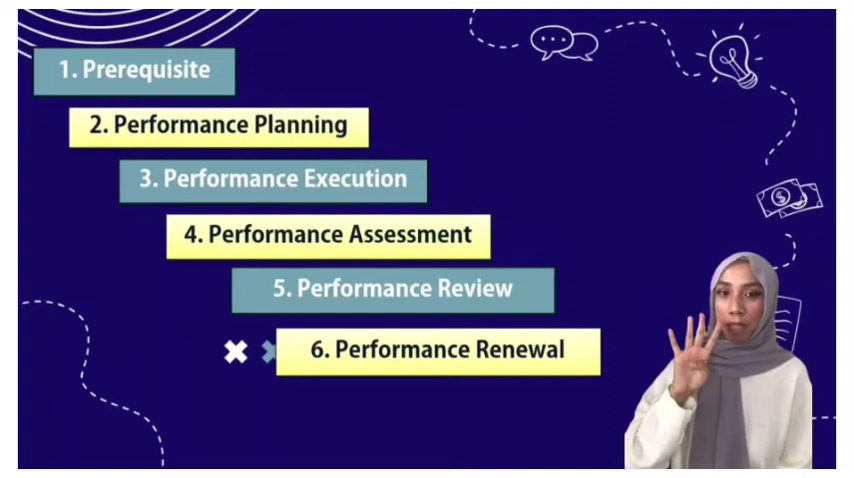 1. Prerequisite
2. Performance Planning
3. Performance Execution
4. Performance Assessment
5. Performance Review
6. Performance Renewal